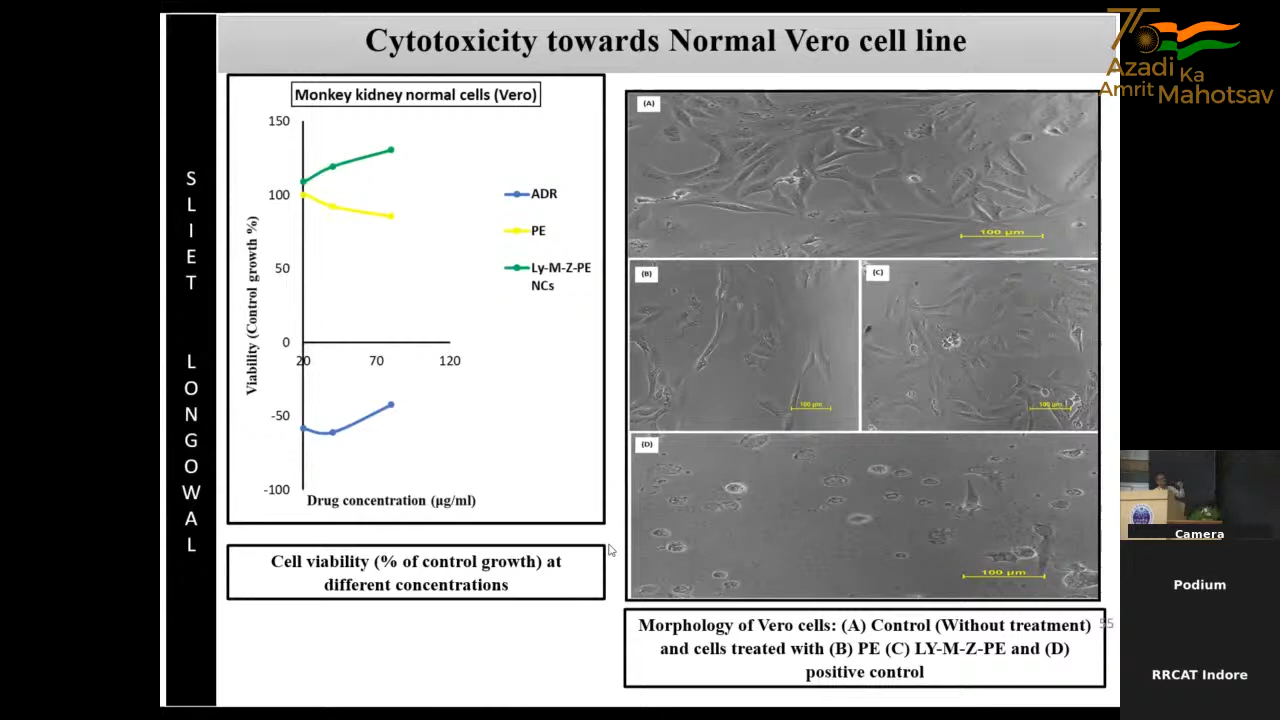 Cytotoxicity towards Normal Vero cell line
75
Azadi
Ka
Amrit Mahotsav
S
L
I
E
T
L
O
N
G
O
W
A
L
Monkey kidney normal cells (Vero)
150
100
50
0
-50
-100
20 70 120
Viability (Control growth %)
Drug concentration (µg/ml)
ADR
PE
Ly-M-Z-PE
NCs
Cell viability (% of control growth) at
different concentrations
(A)
100 µm
(B)
100 µm
(C)
100 µm
(D)
100 µm
Morphology of Vero cells: (A) Control (Without treatment)
and cells treated with (B) PE (C) LY-M-Z-PE and (D)
positive control
55
Camera
Podium
RRCAT Indore